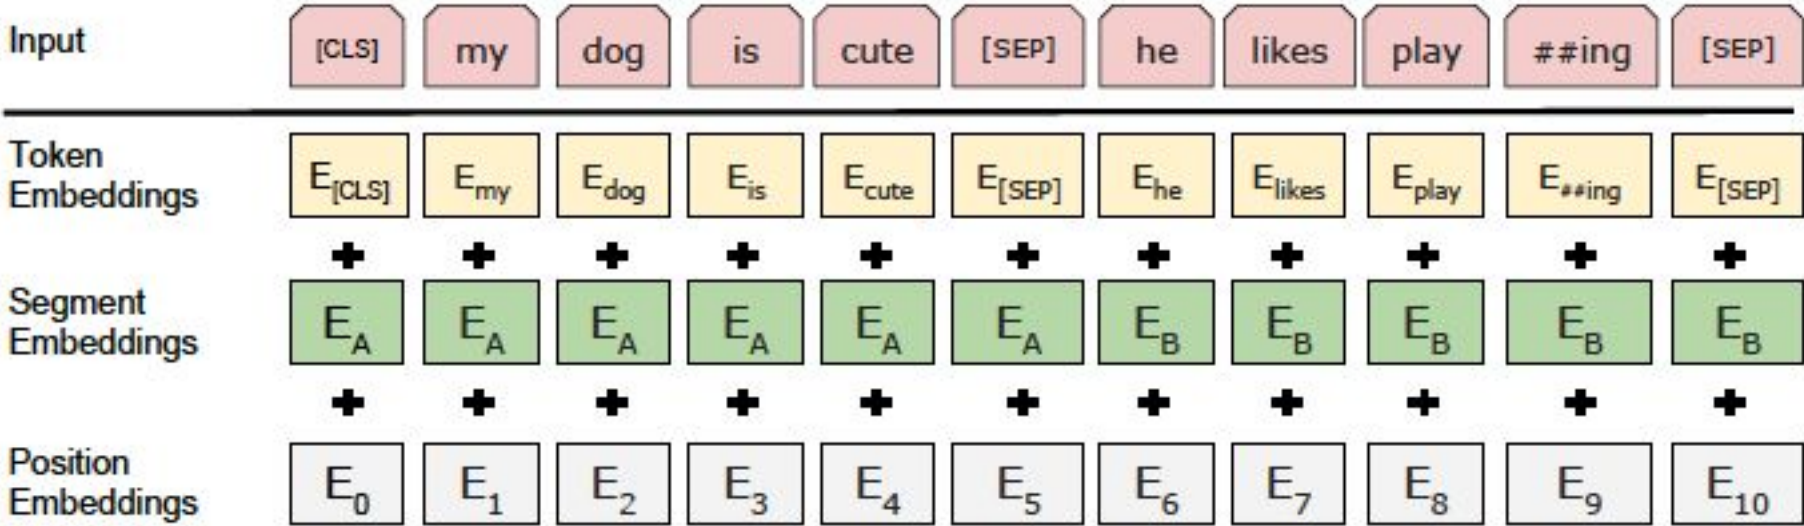 Input [CLS] my dog is cute [SEP] he likes play ##ing [SEP]
Token
Embeddings E[CLS] Emy Edog Eis Ecute E[SEP] Ehe Elikes Eplay E##ing E[SEP]
+ + + + + + + + + + +
Segment
Embeddings EA EA EA EA EA EA EB EB EB EB EB
+ + + + + + + + + + +
Position
Embeddings E0 E1 E2 E3 E4 E5 E6 E7 E8 E9 E10